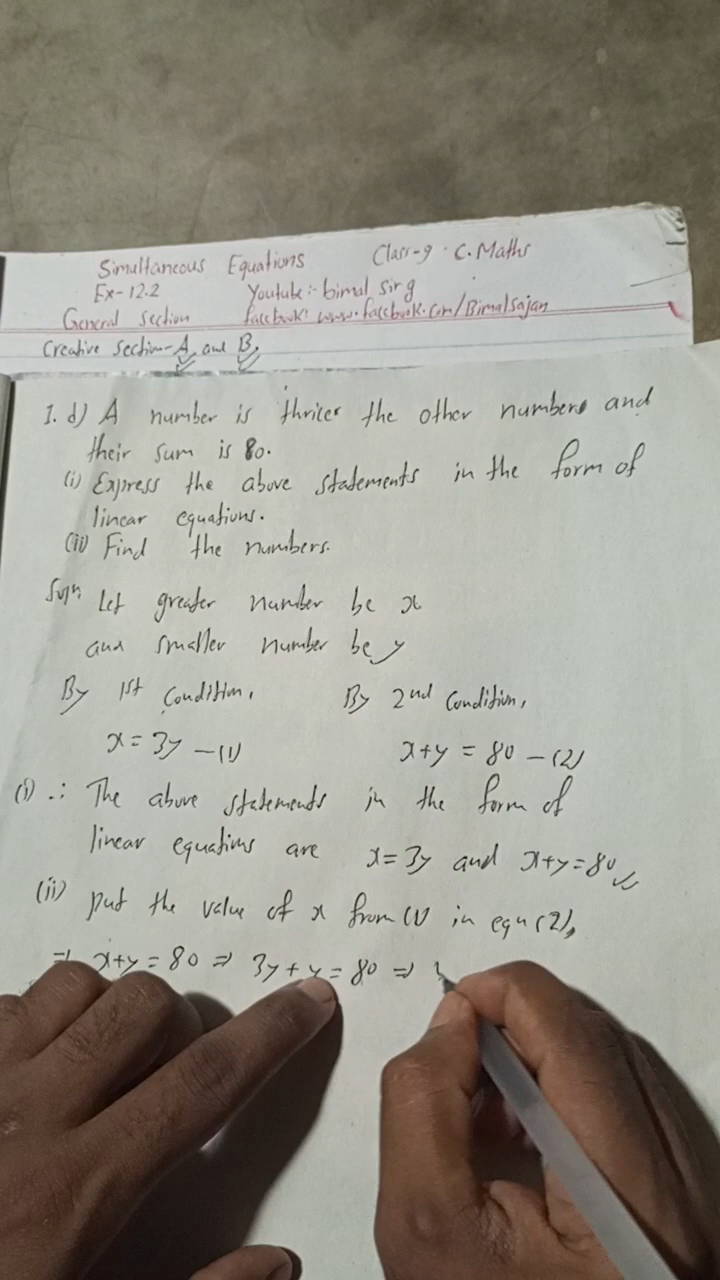 Simultaneous Equations Class-9. C. Maths
Ex-12.2 Youtube:- bimal sir g
General section facebook: www.facebook.com/Bimalsajan
Creative Section-A and B.
1. d) A number is thrice the other number and
their sum is 80.
(i) Express the above statements in the form of
linear equations.
(ii) Find the numbers.
Soln Let greater number be x
and smaller number be y
By 1st condition, By 2nd condition,
x = 3y -(1) x+y = 80 -(2)
(i) ∴ The above statements in the form of
linear equations are x=3y and x+y=80
(ii) put the value of x from (1) in eqn (2),
⇒ x+y = 80 ⇒ 3y+y = 80 ⇒